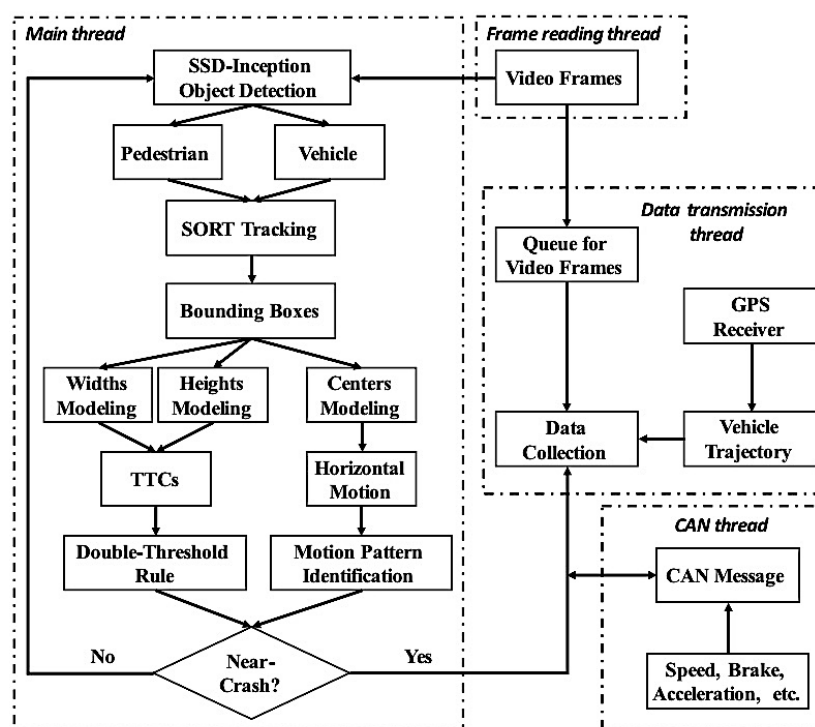 Main thread
SSD-Inception
Object Detection
Pedestrian
Vehicle
SORT Tracking
Bounding Boxes
Widths
Modeling
Heights
Modeling
Centers
Modeling
TTCs
Horizontal
Motion
Double-Threshold
Rule
Motion Pattern
Identification
No
Near-
Crash?
Yes
Frame reading thread
Video Frames
Data transmission
thread
Queue for
Video Frames
GPS
Receiver
Data
Collection
Vehicle
Trajectory
CAN thread
CAN Message
Speed, Brake,
Acceleration, etc.